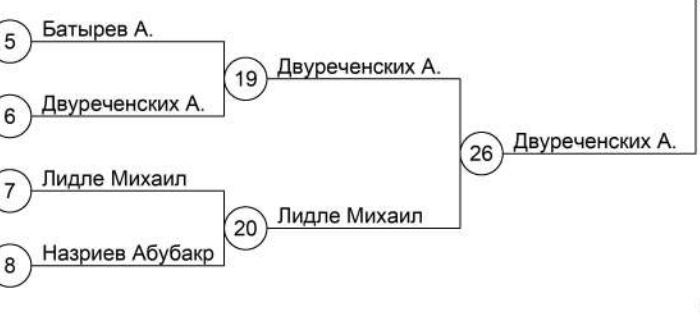 5
Батырев А.
19
Двуреченских А.
6
Двуреченских А.
26
Двуреченских А.
7
Лидле Михаил
20
Лидле Михаил
8
Назриев Абубакр